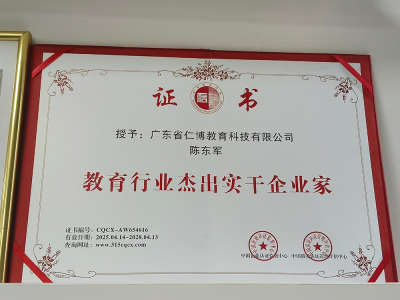 证书
授予：广东省仁博教育科技有限公司
陈东军
教育行业杰出实干企业家
证书编号：CQCX-AW654616
有效日期：2025.04.14-2028.04.13
查询网址：www.315cqcx.com